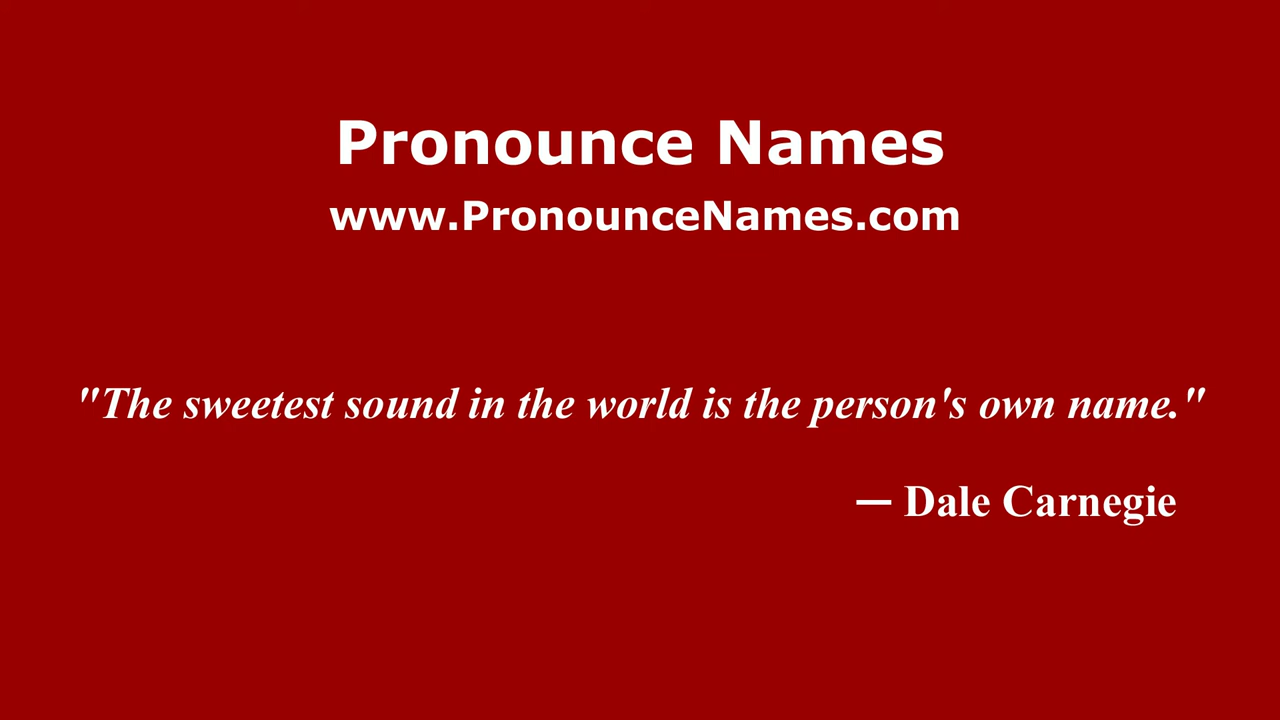 Pronounce Names
www.PronounceNames.com
"The sweetest sound in the world is the person's own name."
— Dale Carnegie